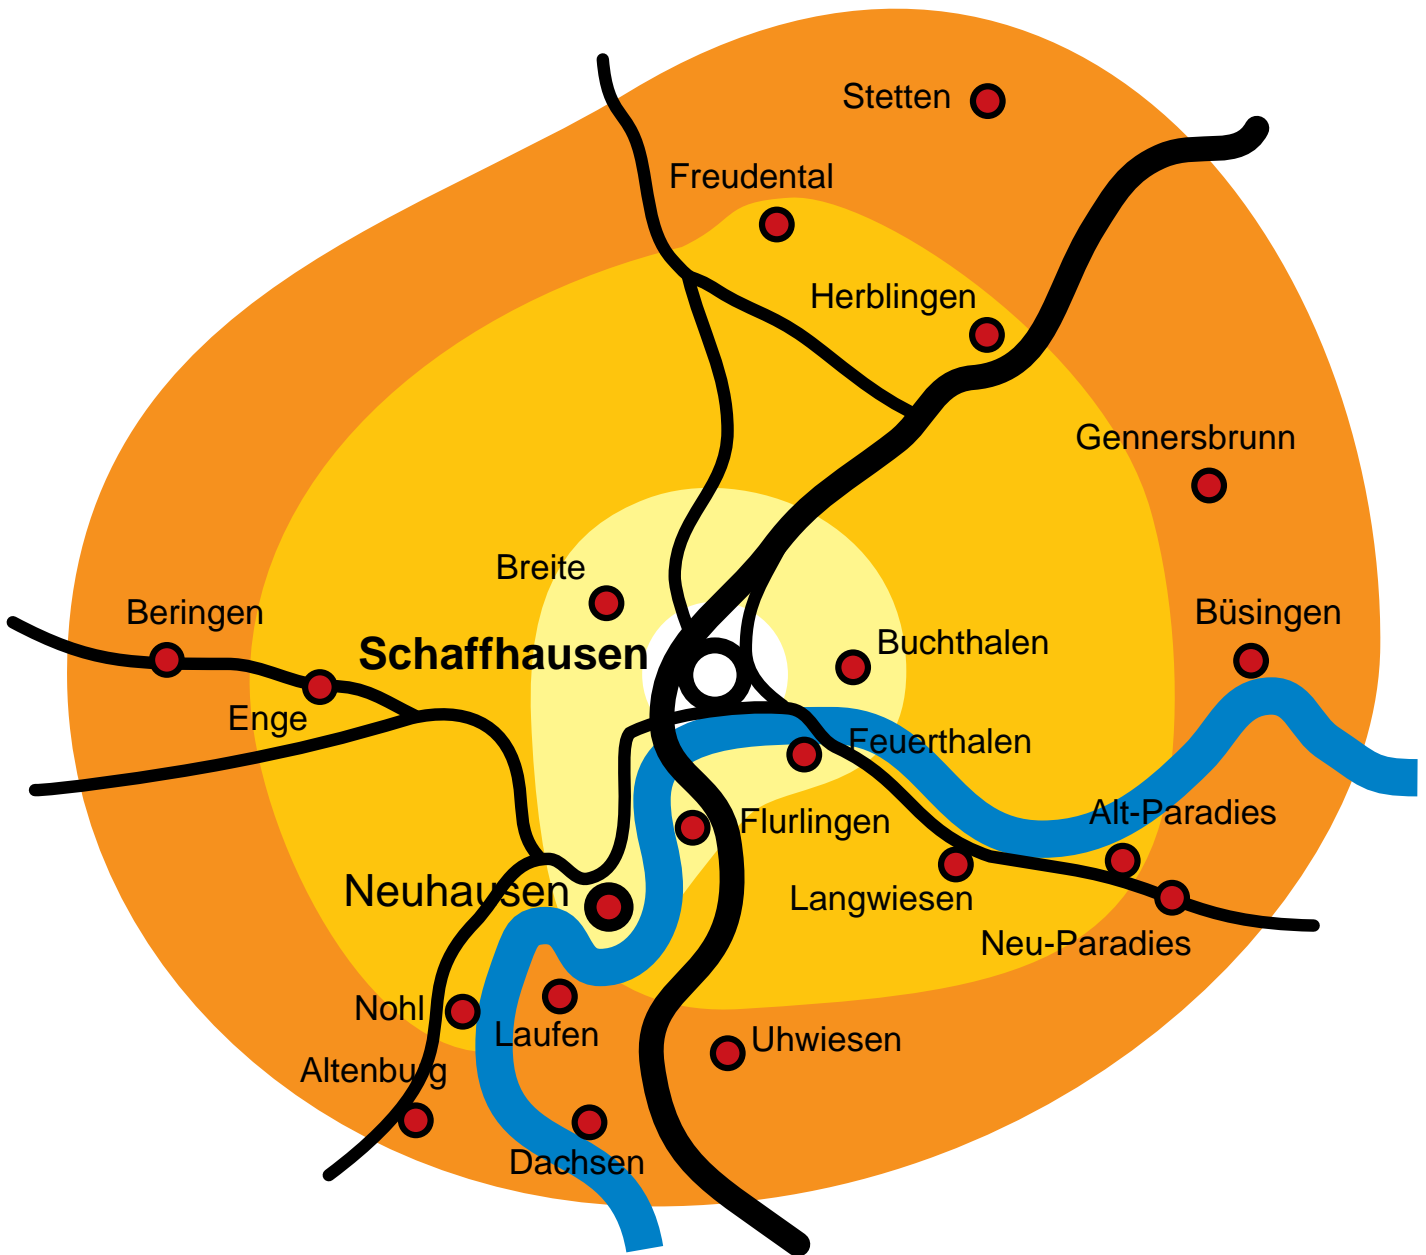 Stetten
Freudental
Herblingen
Gennersbrunn
Breite
Beringen
Büsingen
Schaffhausen
Buchthalen
Enge
Feuerthalen
Alt-Paradies
Flurlingen
Neuhausen
Langwiesen
Neu-Paradies
Nohl
Laufen
Uhwiesen
Altenburg
Dachsen